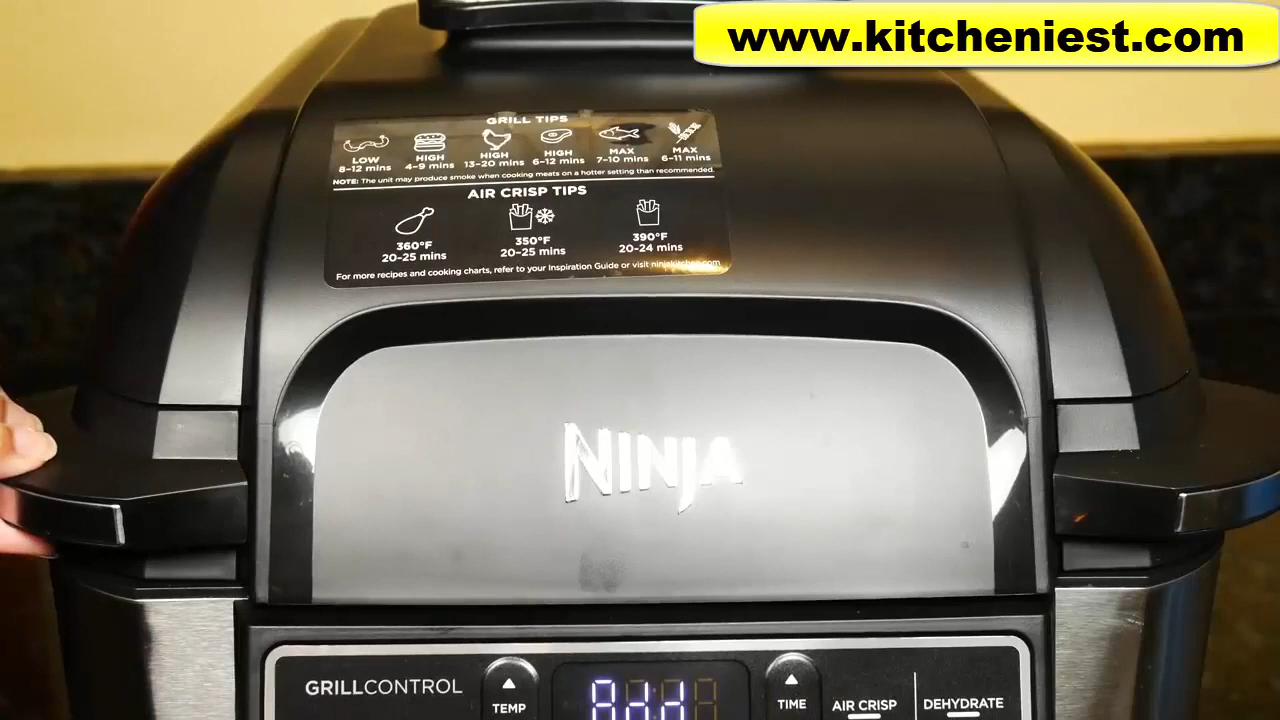 www.kitcheniest.com
GRILL TIPS
LOW HIGH HIGH HIGH MAX MAX
8-12 mins 4-9 mins 13-20 mins 6-12 mins 7-10 mins 6-11 mins
NOTE: The unit may produce smoke when cooking meats on a hotter setting than recommended.
AIR CRISP TIPS
360°F 350°F 390°F
20-25 mins 20-25 mins 20-24 mins
For more recipes and cooking charts, refer to your Inspiration Guide or visit ninjakitchen.com
NINJA
GRILLCONTROL TEMP Add TIME AIR CRISP DEHYDRATE